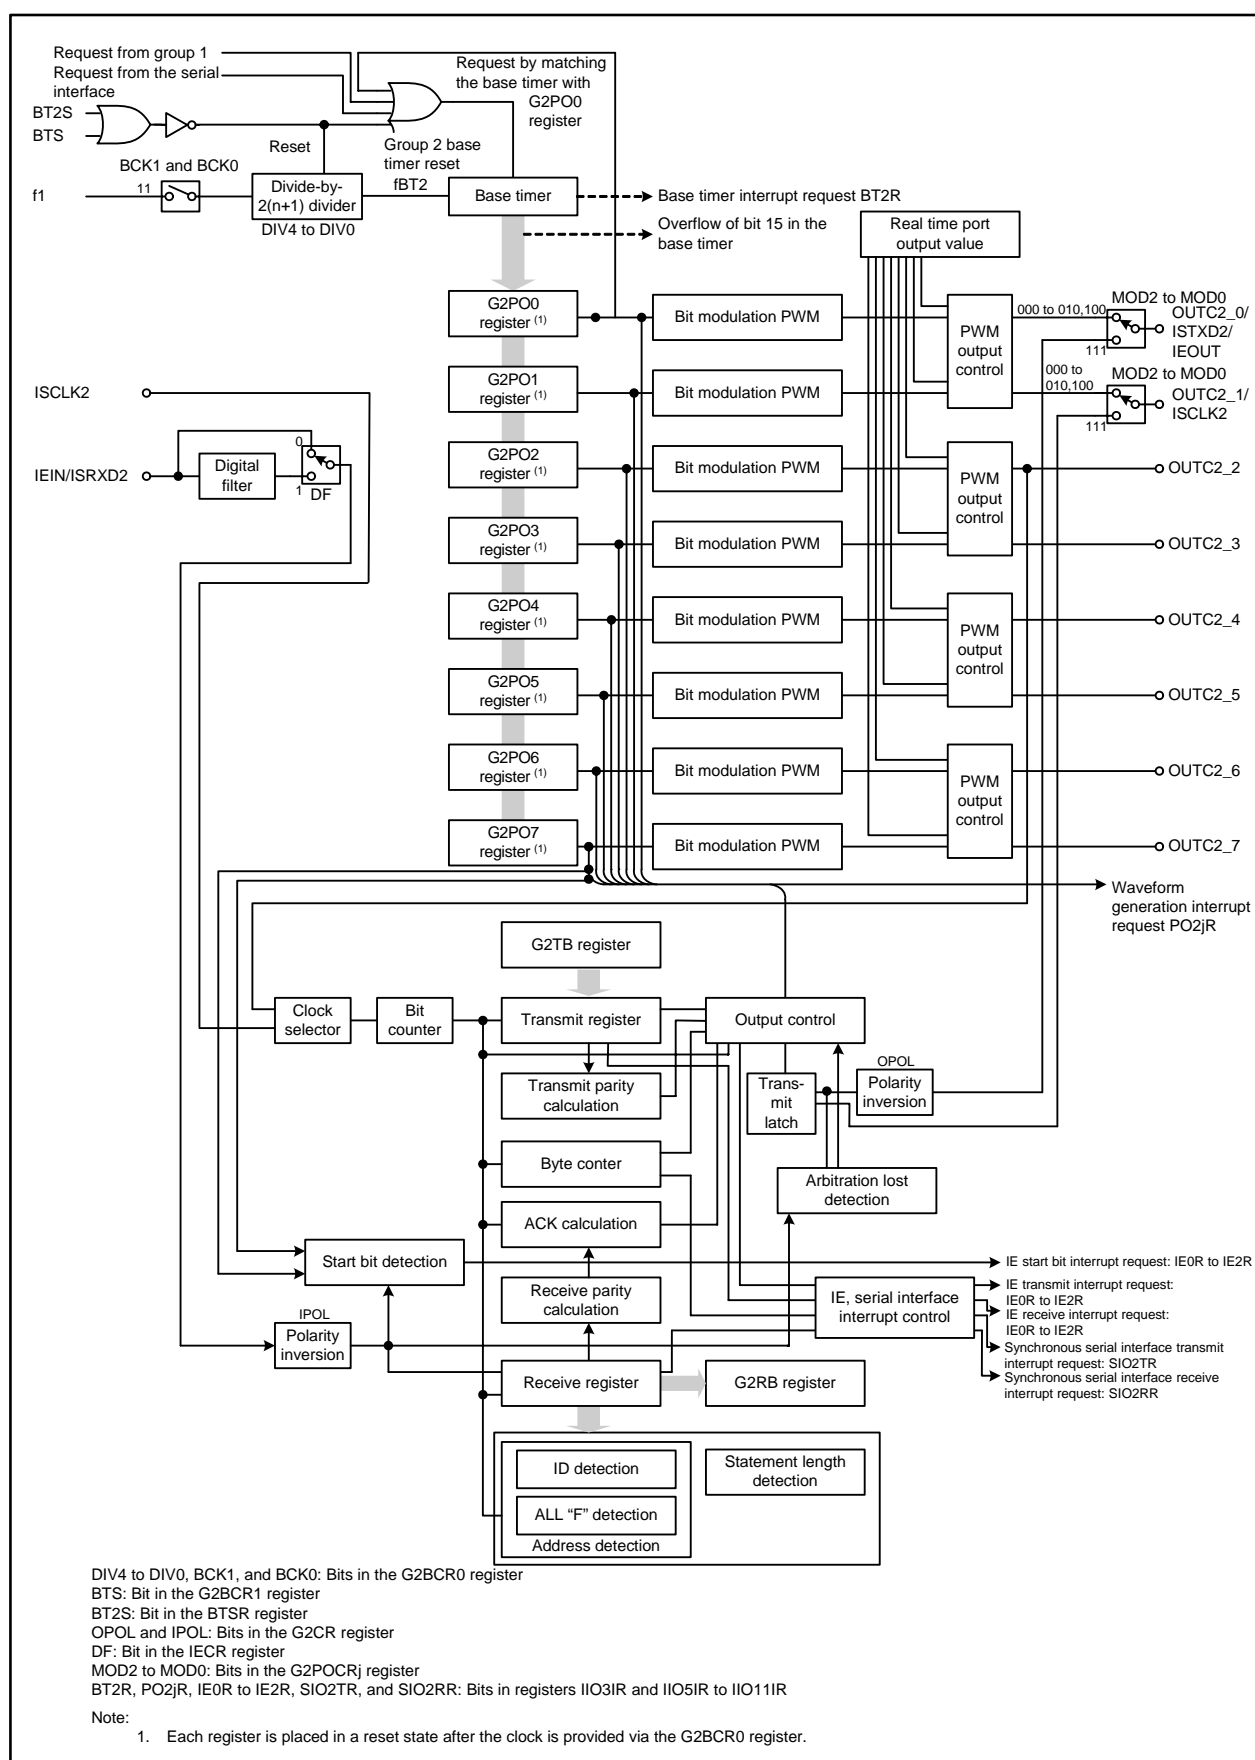 Request from group 1
Request from the serial
interface
BT2S
BTS
Request by matching
the base timer with
G2PO0
register
Reset
Group 2 base
timer reset
BCK1 and BCK0
f1
11
Divide-by-
2(n+1) divider
DIV4 to DIV0
fBT2
Base timer
Base timer interrupt request BT2R
Overflow of bit 15 in the
base timer
Real time port
output value
G2PO0
register (1)
Bit modulation PWM
PWM
output
control
000 to 010,100
111
MOD2 to MOD0
OUTC2_0/
ISTXD2/
IEOUT
G2PO1
register (1)
Bit modulation PWM
000 to
010,100
111
MOD2 to MOD0
OUTC2_1/
ISCLK2
ISCLK2
IEIN/ISRXD2
Digital
filter
0
1
DF
G2PO2
register (1)
Bit modulation PWM
PWM
output
control
OUTC2_2
G2PO3
register (1)
Bit modulation PWM
OUTC2_3
G2PO4
register (1)
Bit modulation PWM
PWM
output
control
OUTC2_4
G2PO5
register (1)
Bit modulation PWM
OUTC2_5
G2PO6
register (1)
Bit modulation PWM
PWM
output
control
OUTC2_6
G2PO7
register (1)
Bit modulation PWM
OUTC2_7
Waveform
generation interrupt
request PO2jR
G2TB register
Clock
selector
Bit
counter
Transmit register
Output control
Transmit parity
calculation
Trans-
mit
latch
OPOL
Polarity
inversion
Byte conter
Arbitration lost
detection
ACK calculation
Start bit detection
Receive parity
calculation
IE, serial interface
interrupt control
IE start bit interrupt request: IE0R to IE2R
IE transmit interrupt request:
IE0R to IE2R
IE receive interrupt request:
IE0R to IE2R
Synchronous serial interface transmit
interrupt request: SIO2TR
Synchronous serial interface receive
interrupt request: SIO2RR
IPOL
Polarity
inversion
Receive register
G2RB register
ID detection
ALL “F” detection
Address detection
Statement length
detection
DIV4 to DIV0, BCK1, and BCK0: Bits in the G2BCR0 register
BTS: Bit in the G2BCR1 register
BT2S: Bit in the BTSR register
OPOL and IPOL: Bits in the G2CR register
DF: Bit in the IECR register
MOD2 to MOD0: Bits in the G2POCRj register
BT2R, PO2jR, IE0R to IE2R, SIO2TR, and SIO2RR: Bits in registers IIO3IR and IIO5IR to IIO11IR
Note:
1. Each register is placed in a reset state after the clock is provided via the G2BCR0 register.